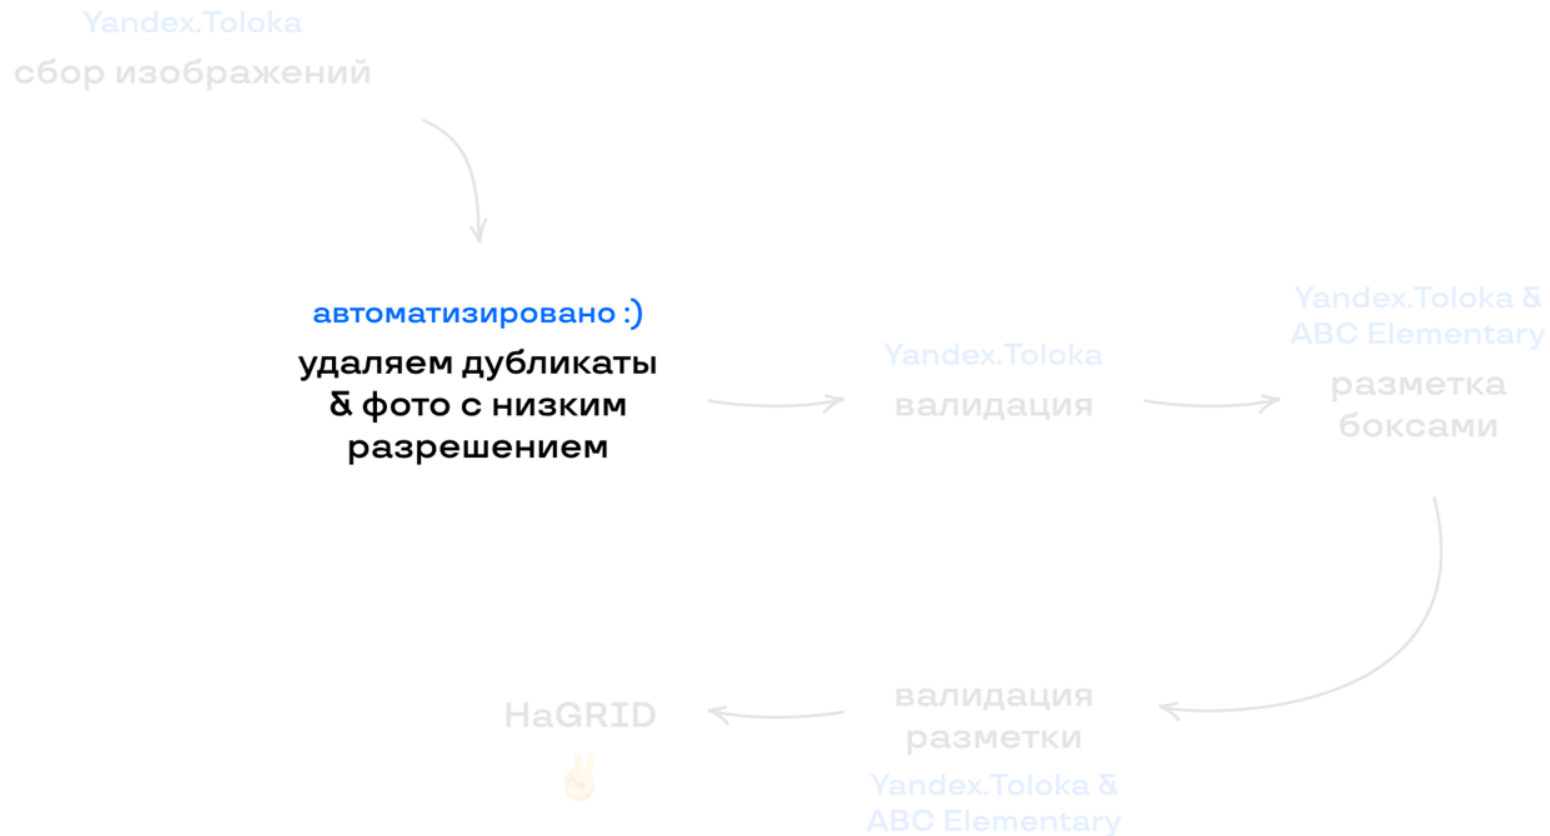 Yandex.Toloka
сбор изображений
автоматизировано :)
удаляем дубликаты
& фото с низким
разрешением
Yandex.Toloka
валидация
Yandex.Toloka &
ABC Elementary
разметка
боксами
валидация
разметки
Yandex.Toloka &
ABC Elementary
HaGRID
✌️